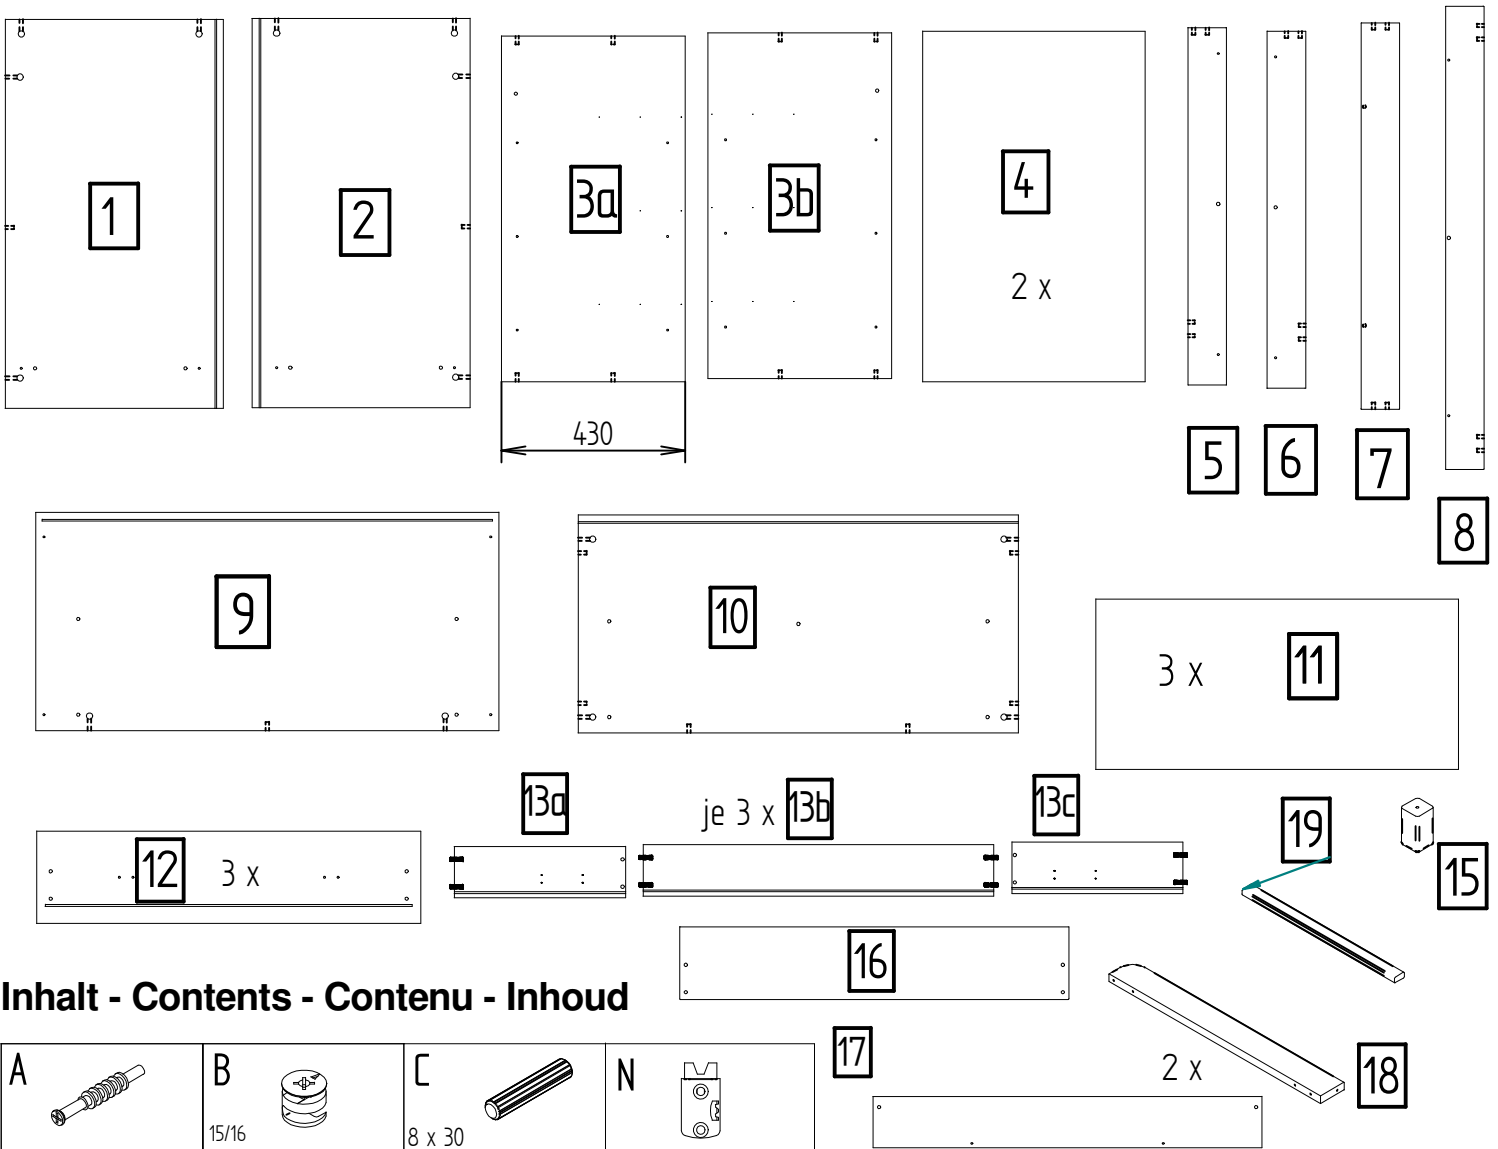 1
2
3a
3b
4
2 x
430
5
6
7
8
9
10
3 x
11
12
3 x
13a
je 3 x 13b
13c
19
15
16
Inhalt - Contents - Contenu - Inhoud
17
2 x
18
A
B
15/16
C
8 x 30
N